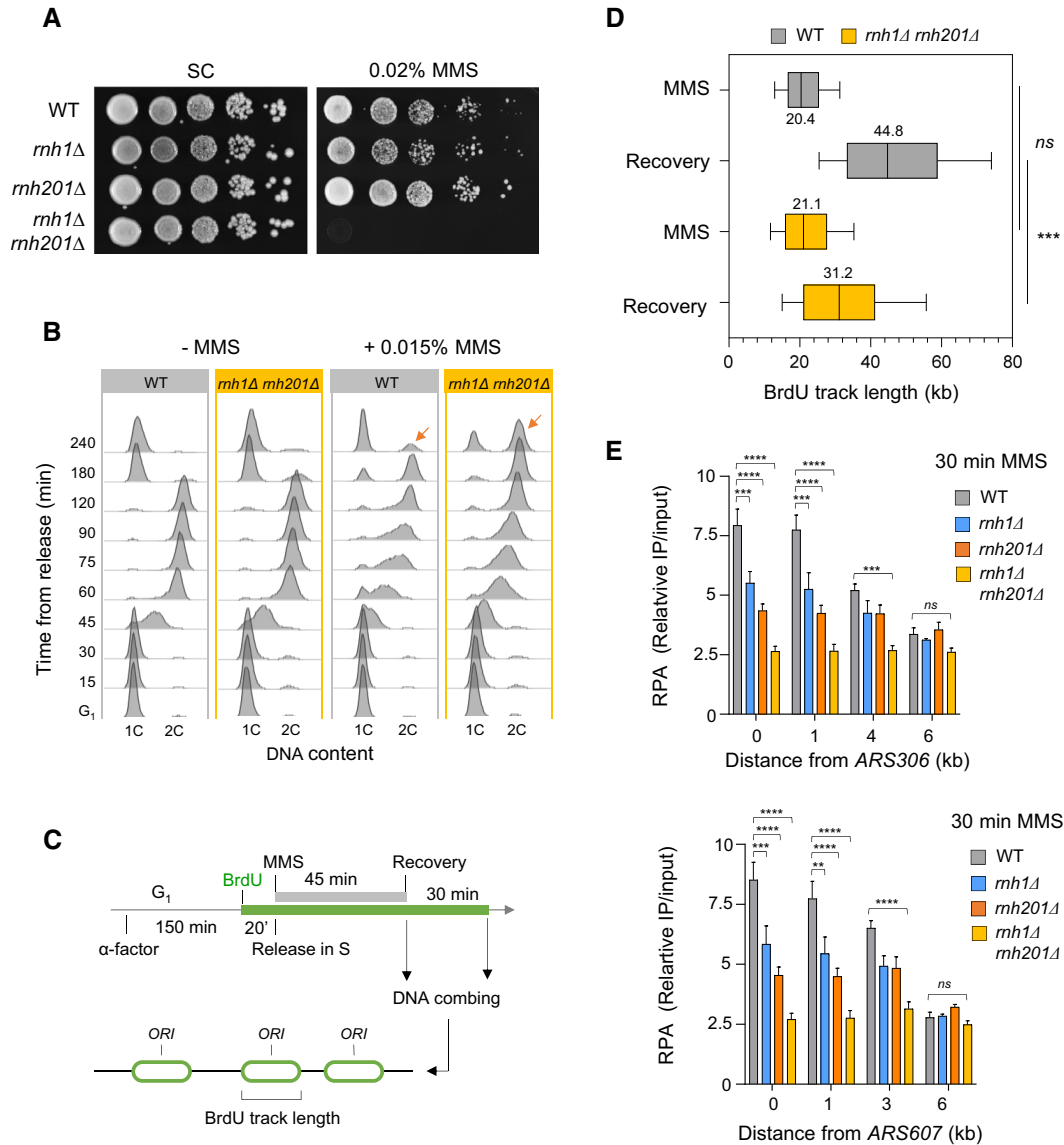 A
SC
0.02% MMS
WT
rnh1Δ
rnh201Δ
rnh1Δ
rnh201Δ
B
- MMS
+ 0.015% MMS
WT
rnh1Δ rnh201Δ
WT
rnh1Δ rnh201Δ
Time from release (min)
240
180
120
90
75
60
45
30
15
G1
1C 2C 1C 2C 1C 2C 1C 2C
DNA content
C
MMS
Recovery
BrdU
45 min
G1
30 min
150 min
20'
α-factor
Release in S
DNA combing
ORI ORI ORI
BrdU track length
D
WT rnh1Δ rnh201Δ
MMS
20.4
44.8
Recovery
ns
21.1
MMS
***
31.2
Recovery
0 20 40 60 80
BrdU track length (kb)
E
30 min MMS
WT
rnh1Δ
rnh201Δ
rnh1Δ
rnh201Δ
RPA (Relatvive IP/input)
10
7.5
5
2.5
0
****
****
***
****
****
***
***
ns
0 1 4 6
Distance from ARS306 (kb)
30 min MMS
WT
rnh1Δ
rnh201Δ
rnh1Δ
rnh201Δ
RPA (Relartive IP/input)
10
7.5
5
2.5
0
****
****
***
****
****
**
****
ns
0 1 3 6
Distance from ARS607 (kb)